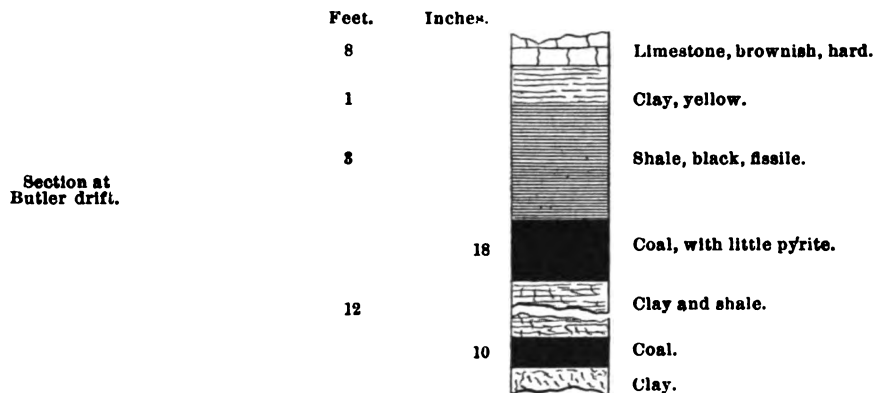 Feet. Inches.
8 Limestone, brownish, hard.
1 Clay, yellow.
3 Shale, black, fissile.
Section at
Butler drift.
18 Coal, with little pyrite.
12 Clay and shale.
10 Coal.
Clay.